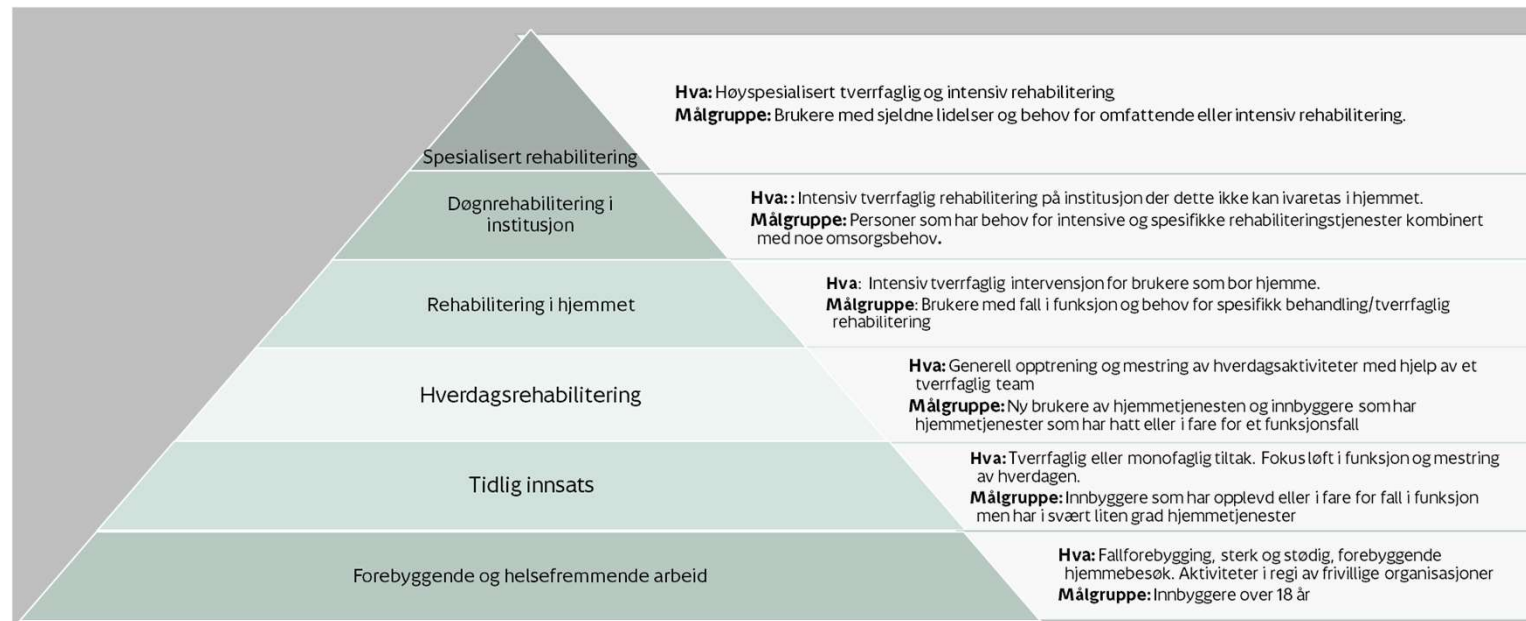 Hva: Høyspesialisert tverrfaglig og intensiv rehabilitering
Målgruppe: Brukere med sjeldne lidelser og behov for omfattende eller intensiv rehabilitering.
Spesialisert rehabilitering
Døgnrehabilitering i
institusjon
Hva: : Intensiv tverrfaglig rehabilitering på institusjon der dette ikke kan ivaretas i hjemmet.
Målgruppe: Personer som har behov for intensive og spesifikke rehabiliteringstjenester kombinert
med noe omsorgsbehov.
Rehabilitering i hjemmet
Hva: Intensiv tverrfaglig intervensjon for brukere som bor hjemme.
Målgruppe: Brukere med fall i funksjon og behov for spesifikk behandling/tverrfaglig
rehabilitering
Hverdagsrehabilitering
Hva: Generell opptrening og mestring av hverdagsaktiviteter med hjelp av et
tverrfaglig team
Målgruppe: Ny brukere av hjemmetjenesten og innbyggere som har
hjemmetjenester som har hatt eller i fare for et funksjonsfall
Tidlig innsats
Hva: Tverrfaglig eller monofaglig tiltak. Fokus løft i funksjon og mestring
av hverdagen.
Målgruppe: Innbyggere som har opplevd eller i fare for fall i funksjon
men har i svært liten grad hjemmetjenester
Forebyggende og helsefremmende arbeid
Hva: Fallforebygging, sterk og stødig, forebyggende
hjemmebesøk. Aktiviteter i regi av frivillige organisasjoner
Målgruppe: Innbyggere over 18 år